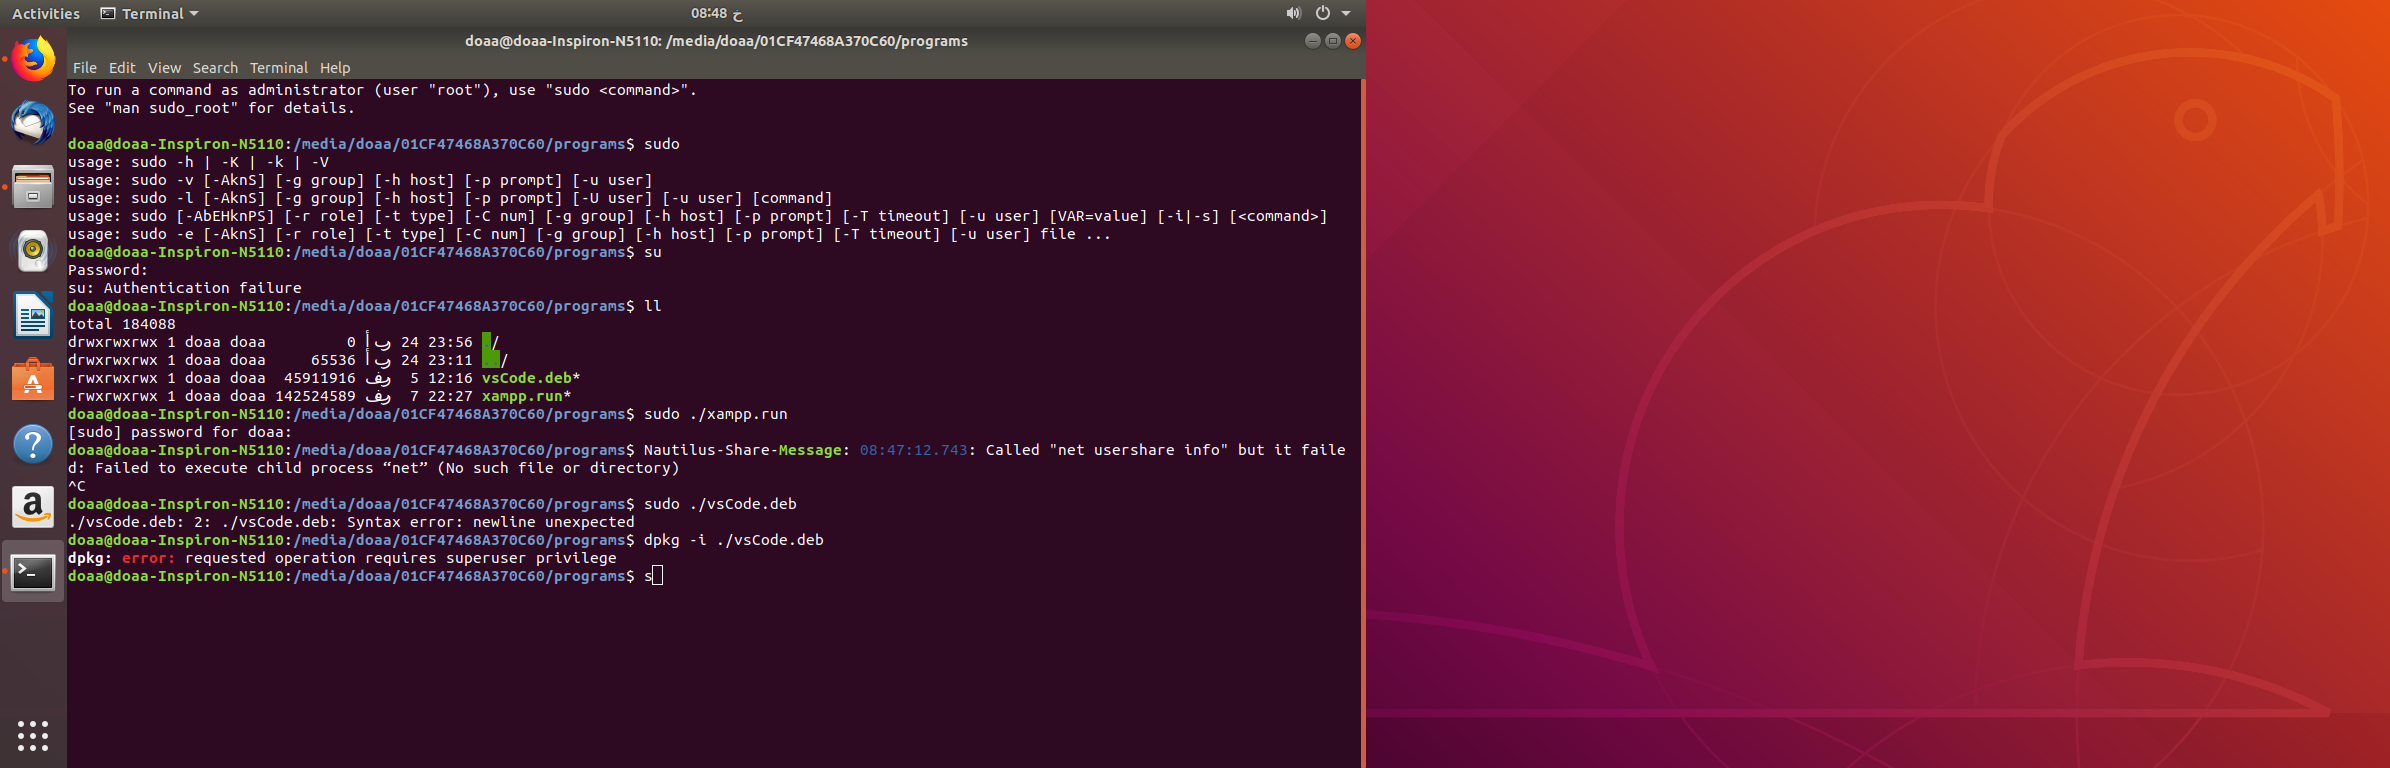 Activities Terminal
08:48 خ
doaa@doaa-Inspiron-N5110: /media/doaa/01CF47468A370C60/programs
File Edit View Search Terminal Help
To run a command as administrator (user "root"), use "sudo <command>".
See "man sudo_root" for details.
doaa@doaa-Inspiron-N5110:/media/doaa/01CF47468A370C60/programs$ sudo
usage: sudo -h | -K | -k | -V
usage: sudo -v [-AknS] [-g group] [-h host] [-p prompt] [-u user]
usage: sudo -l [-AknS] [-g group] [-h host] [-p prompt] [-U user] [-u user] [command]
usage: sudo [-AbEHknPS] [-r role] [-t type] [-C num] [-g group] [-h host] [-p prompt] [-T timeout] [-u user] [VAR=value] [-i|-s] [<command>]
usage: sudo -e [-AknS] [-r role] [-t type] [-C num] [-g group] [-h host] [-p prompt] [-T timeout] [-u user] file ...
doaa@doaa-Inspiron-N5110:/media/doaa/01CF47468A370C60/programs$ su
Password:
su: Authentication failure
doaa@doaa-Inspiron-N5110:/media/doaa/01CF47468A370C60/programs$ ll
total 184088
drwxrwxrwx 1 doaa doaa 0 أبر 24 23:56 ./
drwxrwxrwx 1 doaa doaa 65536 أبر 24 23:11 ../
-rwxrwxrwx 1 doaa doaa 45911916 فبر 5 12:16 vsCode.deb*
-rwxrwxrwx 1 doaa doaa 142524589 فبر 7 22:27 xampp.run*
doaa@doaa-Inspiron-N5110:/media/doaa/01CF47468A370C60/programs$ sudo ./xampp.run
[sudo] password for doaa:
doaa@doaa-Inspiron-N5110:/media/doaa/01CF47468A370C60/programs$ Nautilus-Share-Message: 08:47:12.743: Called "net usershare info" but it faile
d: Failed to execute child process “net” (No such file or directory)
^C
doaa@doaa-Inspiron-N5110:/media/doaa/01CF47468A370C60/programs$ sudo ./vsCode.deb
./vsCode.deb: 2: ./vsCode.deb: Syntax error: newline unexpected
doaa@doaa-Inspiron-N5110:/media/doaa/01CF47468A370C60/programs$ dpkg -i ./vsCode.deb
dpkg: error: requested operation requires superuser privilege
doaa@doaa-Inspiron-N5110:/media/doaa/01CF47468A370C60/programs$ s